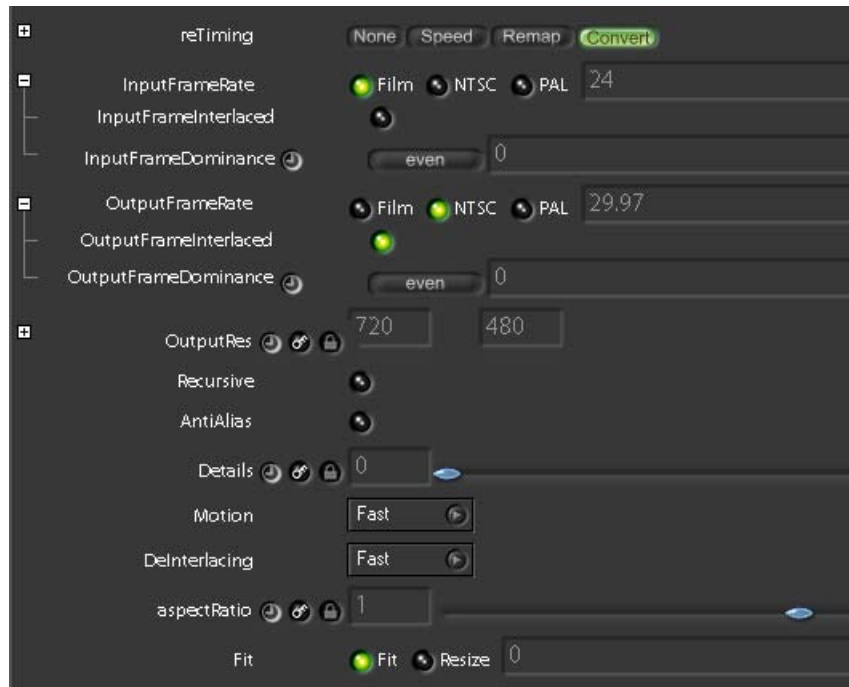 reTiming None Speed Remap Convert
InputFrameRate Film NTSC PAL 24
InputFrameInterlaced
InputFrameDominance even 0
OutputFrameRate Film NTSC PAL 29.97
OutputFrameInterlaced
OutputFrameDominance even 0
OutputRes 720 480
Recursive
AntiAlias
Details 0
Motion Fast
DeInterlacing Fast
aspectRatio 1
Fit Fit Resize 0